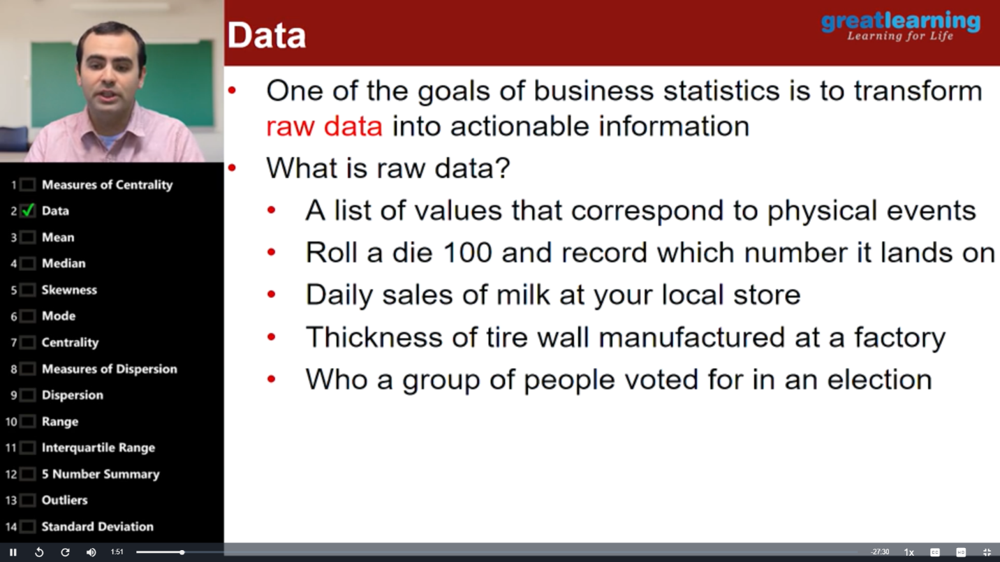 Data
greatlearning
Learning for Life
• One of the goals of business statistics is to transform
raw data into actionable information
• What is raw data?
• A list of values that correspond to physical events
• Roll a die 100 and record which number it lands on
• Daily sales of milk at your local store
• Thickness of tire wall manufactured at a factory
• Who a group of people voted for in an election
1 Measures of Centrality
2 Data
3 Mean
4 Median
5 Skewness
6 Mode
7 Centrality
8 Measures of Dispersion
9 Dispersion
10 Range
11 Interquartile Range
12 5 Number Summary
13 Outliers
14 Standard Deviation
1:51
-27:30
1x
CC
HD